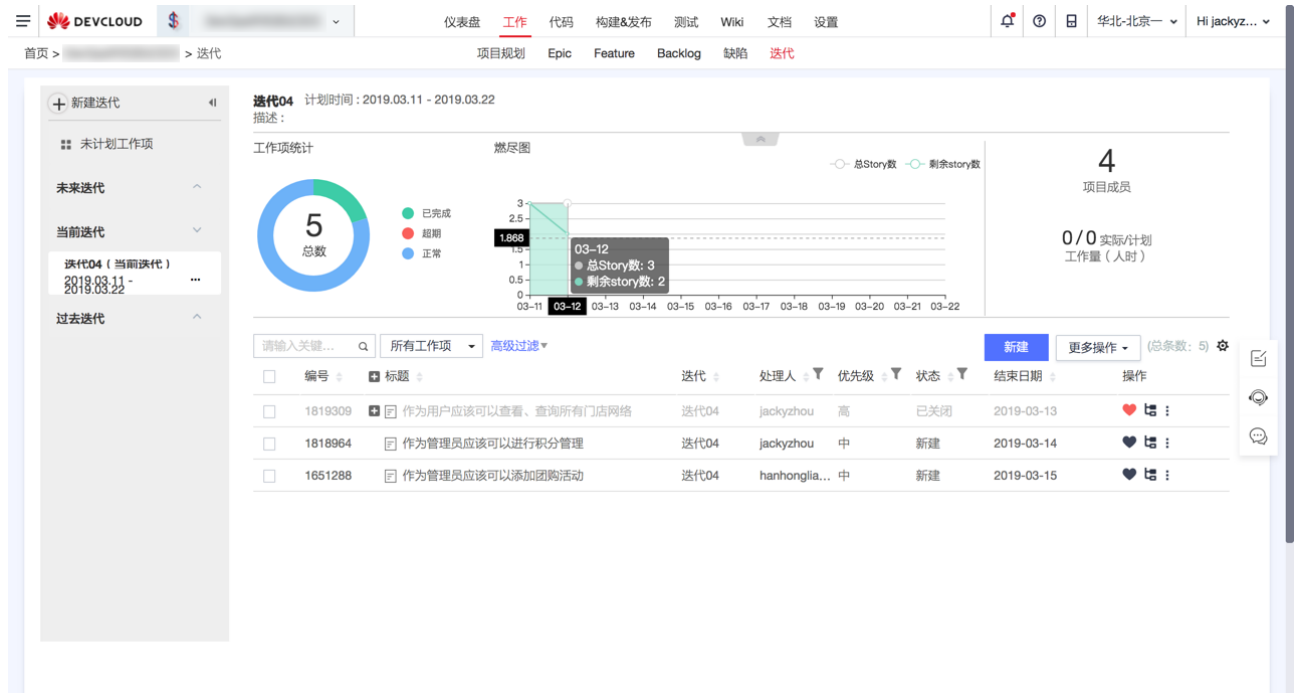 DEVCLOUD 仪表盘 工作 代码 构建&发布 测试 Wiki 文档 设置 华北-北京一 Hi jackyz...
首页 > > 迭代 项目规划 Epic Feature Backlog 缺陷 迭代
新建迭代
未计划工作项
未来迭代
当前迭代
迭代04（当前迭代）
2019.03.11 -
2019.03.22
...
过去迭代
迭代04 计划时间 : 2019.03.11 - 2019.03.22
描述 :
工作项统计
5
总数
已完成
超期
正常
燃尽图
总Story数 剩余story数
3
2.5
1.868
1.5
1
0.5
0
03-12
总Story数: 3
剩余story数: 2
03-11 03-12 03-13 03-14 03-15 03-16 03-17 03-18 03-19 03-20 03-21 03-22
4
项目成员
0/0 实际/计划
工作量（人时）
请输入关键... 所有工作项 高级过滤 新建 更多操作 (总条数: 5)
编号 标题 迭代 处理人 优先级 状态 结束日期 操作
1819309 作为用户应该可以查看、查询所有门店网络 迭代04 jackyzhou 高 已关闭 2019-03-13
1818964 作为管理员应该可以进行积分管理 迭代04 jackyzhou 中 新建 2019-03-14
1651288 作为管理员应该可以添加团购活动 迭代04 hanhonglia... 中 新建 2019-03-15